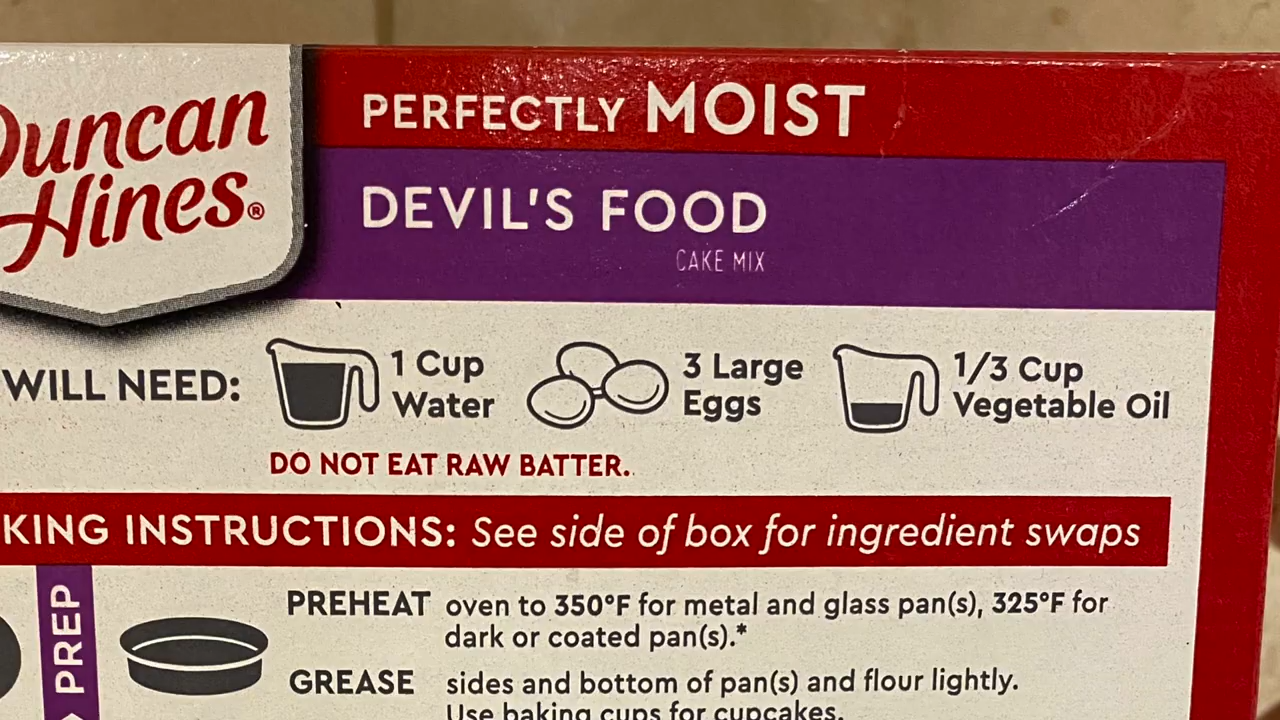 Duncan
Hines®
PERFECTLY MOIST
DEVIL'S FOOD
CAKE MIX
WILL NEED:
1 Cup
Water
3 Large
Eggs
1/3 Cup
Vegetable Oil
DO NOT EAT RAW BATTER.
KING INSTRUCTIONS: See side of box for ingredient swaps
PREP
PREHEAT oven to 350°F for metal and glass pan(s), 325°F for
dark or coated pan(s).*
GREASE sides and bottom of pan(s) and flour lightly.
Use baking cups for cupcakes.